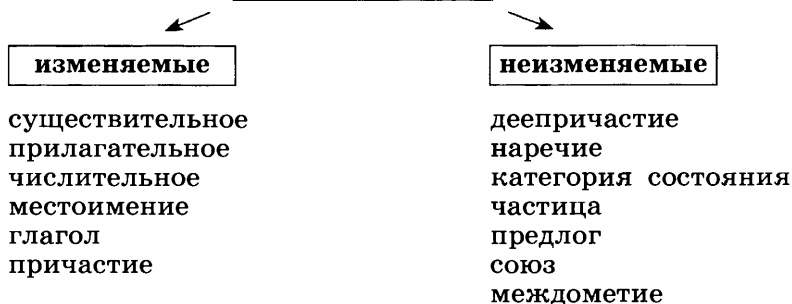 изменяемые
существительное
прилагательное
числительное
местоимение
глагол
причастие
неизменяемые
деепричастие
наречие
категория состояния
частица
предлог
союз
междометие